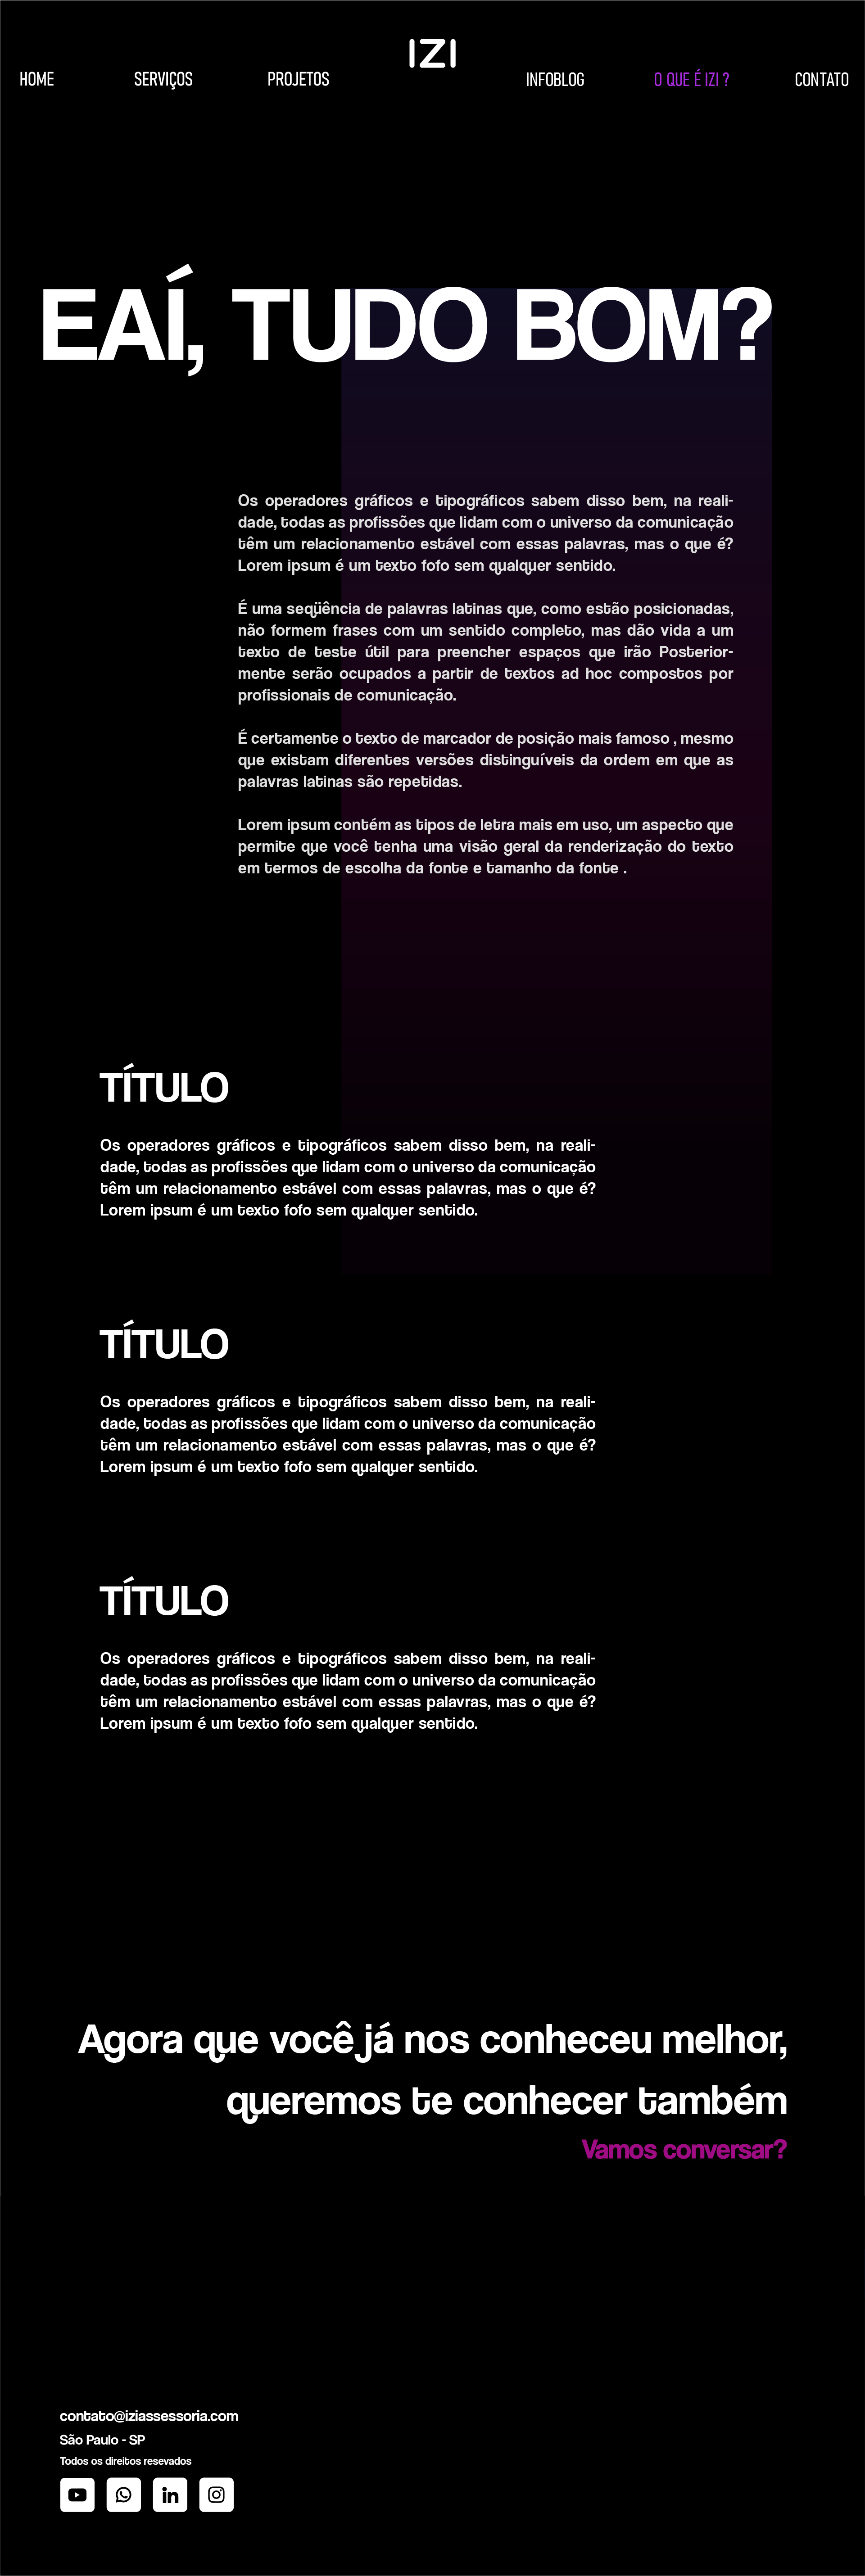 IZI
HOME SERVIÇOS PROJETOS INFOBLOG O QUE É IZI ? CONTATO
EAÍ, TUDO BOM?
Os operadores gráficos e tipográficos sabem disso bem, na reali-
dade, todas as profissões que lidam com o universo da comunicação
têm um relacionamento estável com essas palavras, mas o que é?
Lorem ipsum é um texto fofo sem qualquer sentido.
É uma seqüência de palavras latinas que, como estão posicionadas,
não formem frases com um sentido completo, mas dão vida a um
texto de teste útil para preencher espaços que irão Posterior-
mente serão ocupados a partir de textos ad hoc compostos por
profissionais de comunicação.
É certamente o texto de marcador de posição mais famoso , mesmo
que existam diferentes versões distinguíveis da ordem em que as
palavras latinas são repetidas.
Lorem ipsum contém as tipos de letra mais em uso, um aspecto que
permite que você tenha uma visão geral da renderização do texto
em termos de escolha da fonte e tamanho da fonte .
TÍTULO
Os operadores gráficos e tipográficos sabem disso bem, na reali-
dade, todas as profissões que lidam com o universo da comunicação
têm um relacionamento estável com essas palavras, mas o que é?
Lorem ipsum é um texto fofo sem qualquer sentido.
TÍTULO
Os operadores gráficos e tipográficos sabem disso bem, na reali-
dade, todas as profissões que lidam com o universo da comunicação
têm um relacionamento estável com essas palavras, mas o que é?
Lorem ipsum é um texto fofo sem qualquer sentido.
TÍTULO
Os operadores gráficos e tipográficos sabem disso bem, na reali-
dade, todas as profissões que lidam com o universo da comunicação
têm um relacionamento estável com essas palavras, mas o que é?
Lorem ipsum é um texto fofo sem qualquer sentido.
Agora que você já nos conheceu melhor,
queremos te conhecer também
Vamos conversar?
contato@iziassessoria.com
São Paulo - SP
Todos os direitos resevados
in